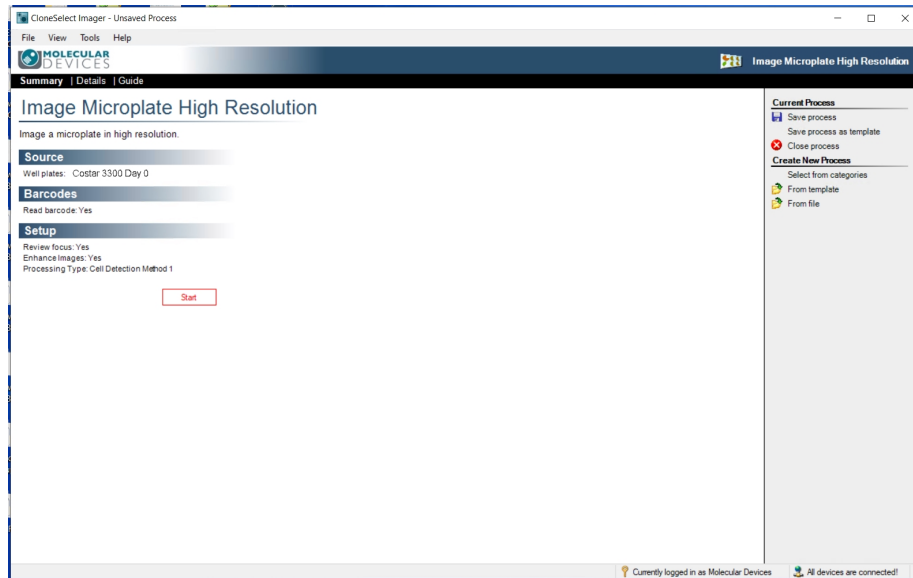 CloneSelect Imager - Unsaved Process
File View Tools Help
MOLECULAR
DEVICES
Image Microplate High Resolution
Summary | Details | Guide
Image Microplate High Resolution
Image a microplate in high resolution.
Source
Well plates: Costar 3300 Day 0
Barcodes
Read barcode: Yes
Setup
Review focus: Yes
Enhance Images: Yes
Processing Type: Cell Detection Method 1
Start
Current Process
Save process
Save process as template
Close process
Create New Process
Select from categories
From template
From file
Currently logged in as Molecular Devices
All devices are connected!